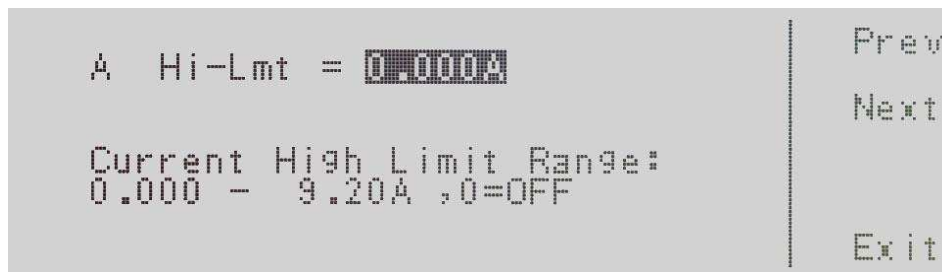 A Hi-Lmt = 0.000A
Current High Limit Range:
0.000 - 9.20A ,0=OFF
Prev
Next
Exit